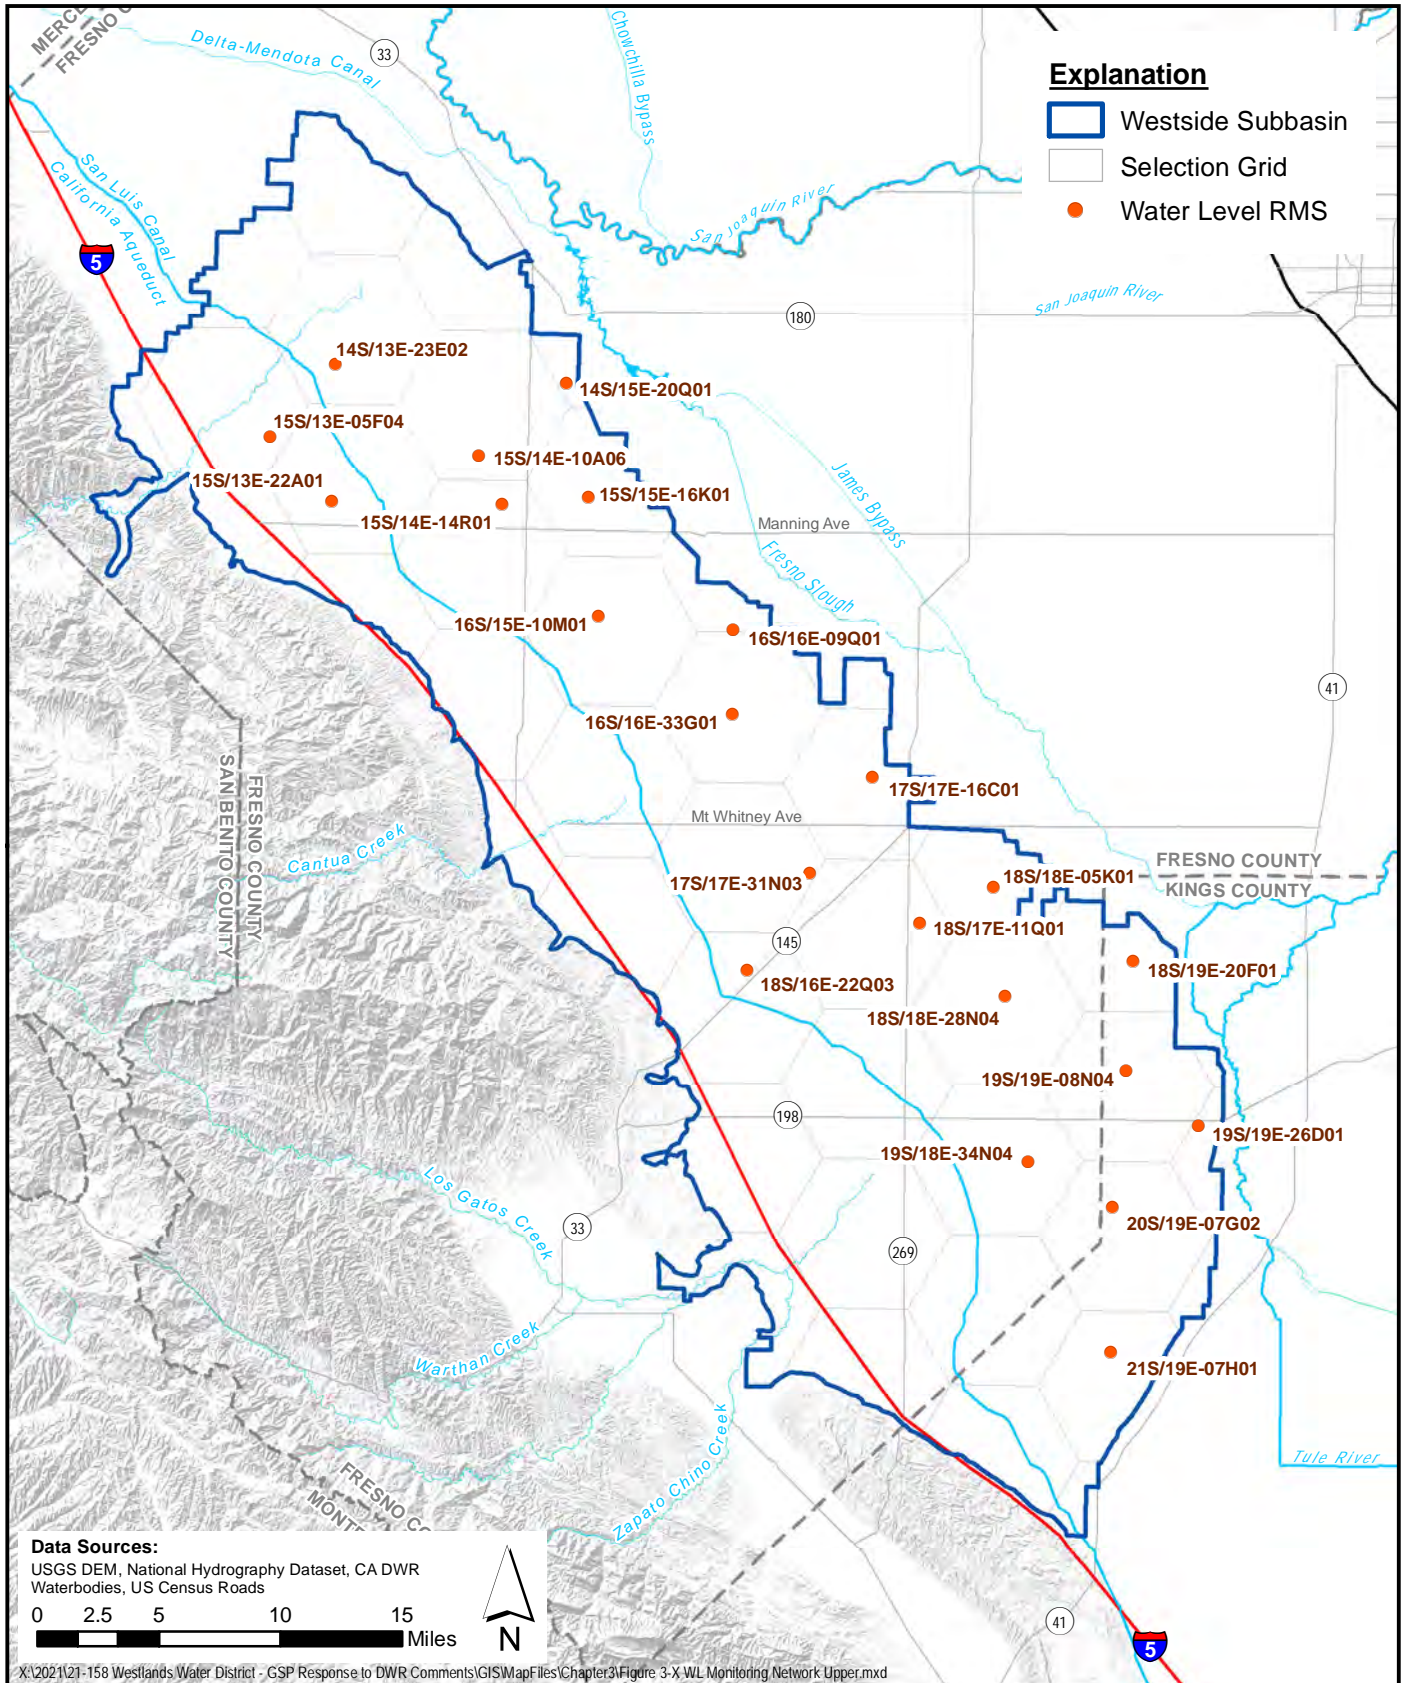 MERCE
FRESNO C
Delta-Mendota Canal
33
Chowchilla Bypass
Explanation
Westside Subbasin
Selection Grid
Water Level RMS
San Luis Canal
California Aqueduct
5
San Joaquin River
San Joaquin River
180
14S/13E-23E02
14S/15E-20Q01
15S/13E-05F04
15S/14E-10A06
15S/13E-22A01
15S/15E-16K01
15S/14E-14R01
James Bypass
Manning Ave
Fresno Slough
16S/15E-10M01
16S/16E-09Q01
41
16S/16E-33G01
FRESNO COUNTY
SAN BENITO COUNTY
17S/17E-16C01
Mt Whitney Ave
Cantua Creek
FRESNO COUNTY
KINGS COUNTY
17S/17E-31N03
18S/18E-05K01
18S/17E-11Q01
145
18S/19E-20F01
18S/16E-22Q03
18S/18E-28N04
19S/19E-08N04
198
19S/19E-26D01
19S/18E-34N04
Los Gatos Creek
33
20S/19E-07G02
269
Warthan Creek
21S/19E-07H01
Zapato Chino Creek
Tule River
FRESNO CO
MONT
Data Sources:
USGS DEM, National Hydrography Dataset, CA DWR
Waterbodies, US Census Roads
0 2.5 5 10 15
Miles
N
41
5
X:\2021\21-158 Westlands Water District - GSP Response to DWR Comments\GIS\MapFiles\Chapter3\Figure 3-X WL Monitoring Network Upper.mxd